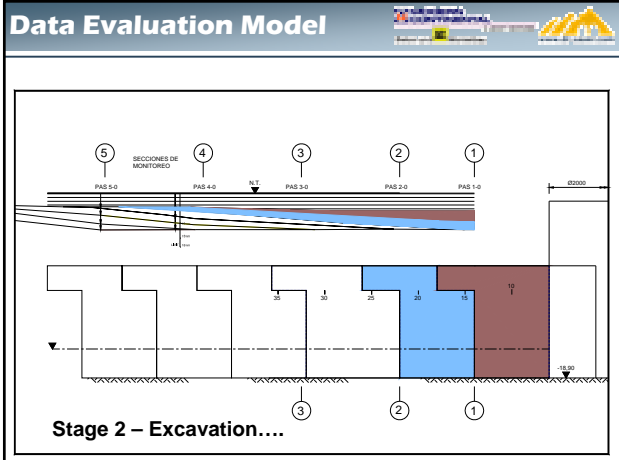 Data Evaluation Model
5 4 3 2 1
SECCIONES DE
MONITOREO
PAS 5-0 PAS 4-0 N.T. PAS 3-0 PAS 2-0 PAS 1-0
Ø2000
35 30 25 20 15 10
-18.90
3 2 1
Stage 2 – Excavation….